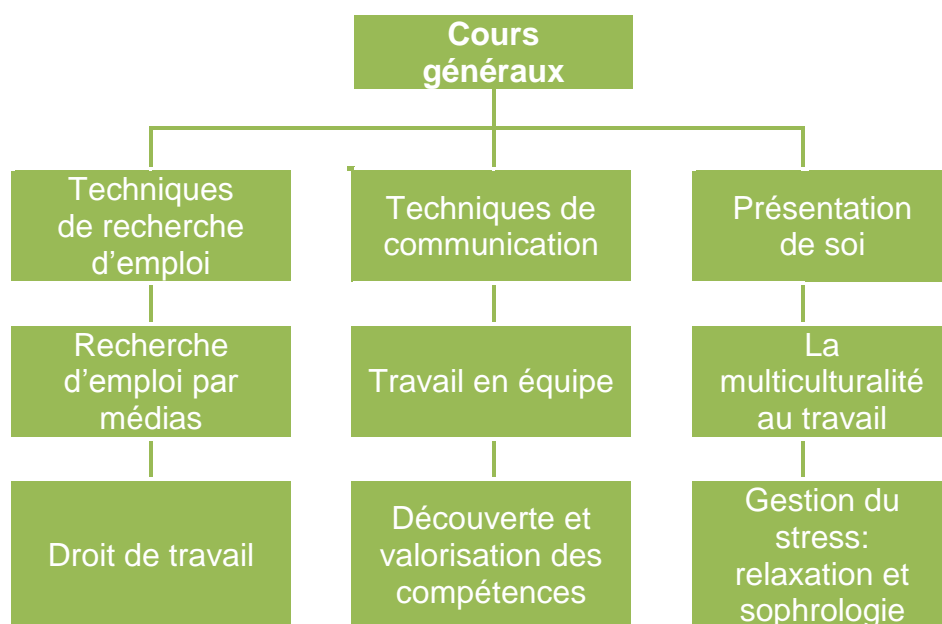 Cours
généraux
Techniques
de recherche
d’emploi
Techniques de
communication
Présentation
de soi
Recherche
d’emploi par
médias
Travail en équipe
La
multiculturalité
au travail
Droit de travail
Découverte et
valorisation des
compétences
Gestion du
stress:
relaxation et
sophrologie